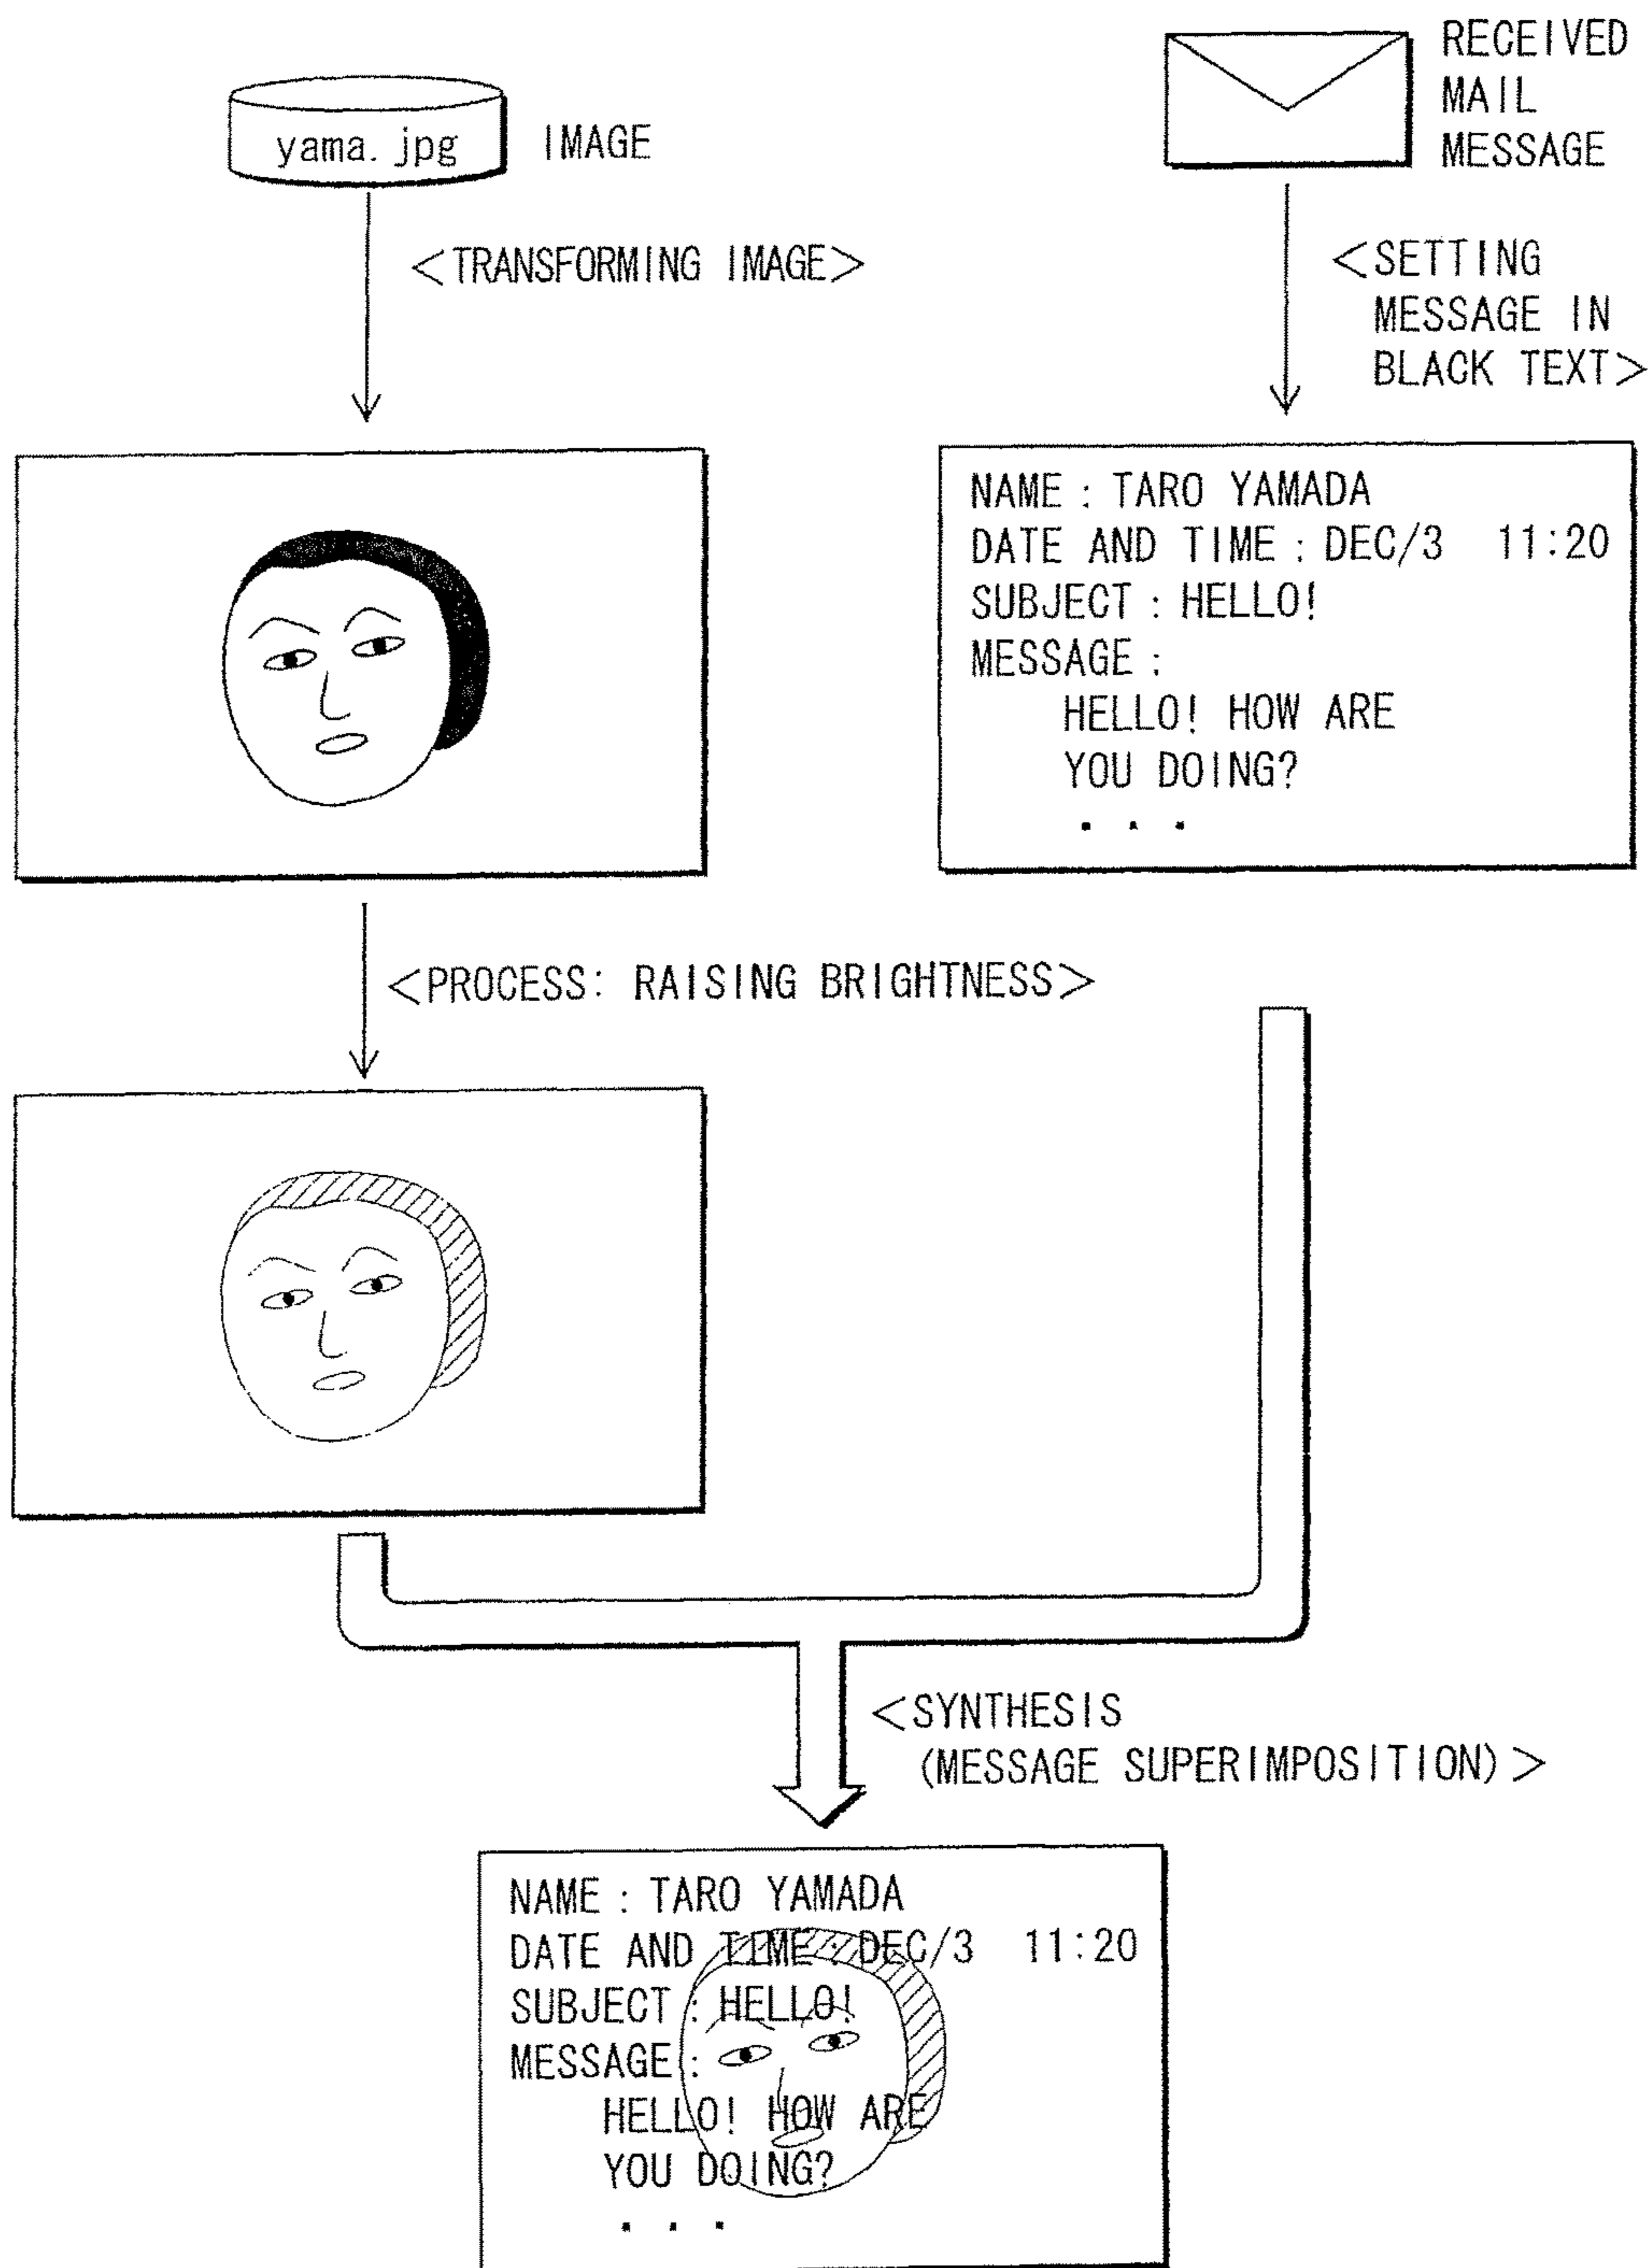 yama.jpg
IMAGE
RECEIVED
MAIL
MESSAGE
<TRANSFORMING IMAGE>
<SETTING
MESSAGE IN
BLACK TEXT>
NAME : TARO YAMADA
DATE AND TIME : DEC/3 11:20
SUBJECT : HELLO!
MESSAGE :
HELLO! HOW ARE
YOU DOING?
. . .
<PROCESS: RAISING BRIGHTNESS>
<SYNTHESIS
(MESSAGE SUPERIMPOSITION)>
NAME : TARO YAMADA
DATE AND TIME : DEC/3 11:20
SUBJECT : HELLO!
MESSAGE :
HELLO! HOW ARE
YOU DOING?
. . .